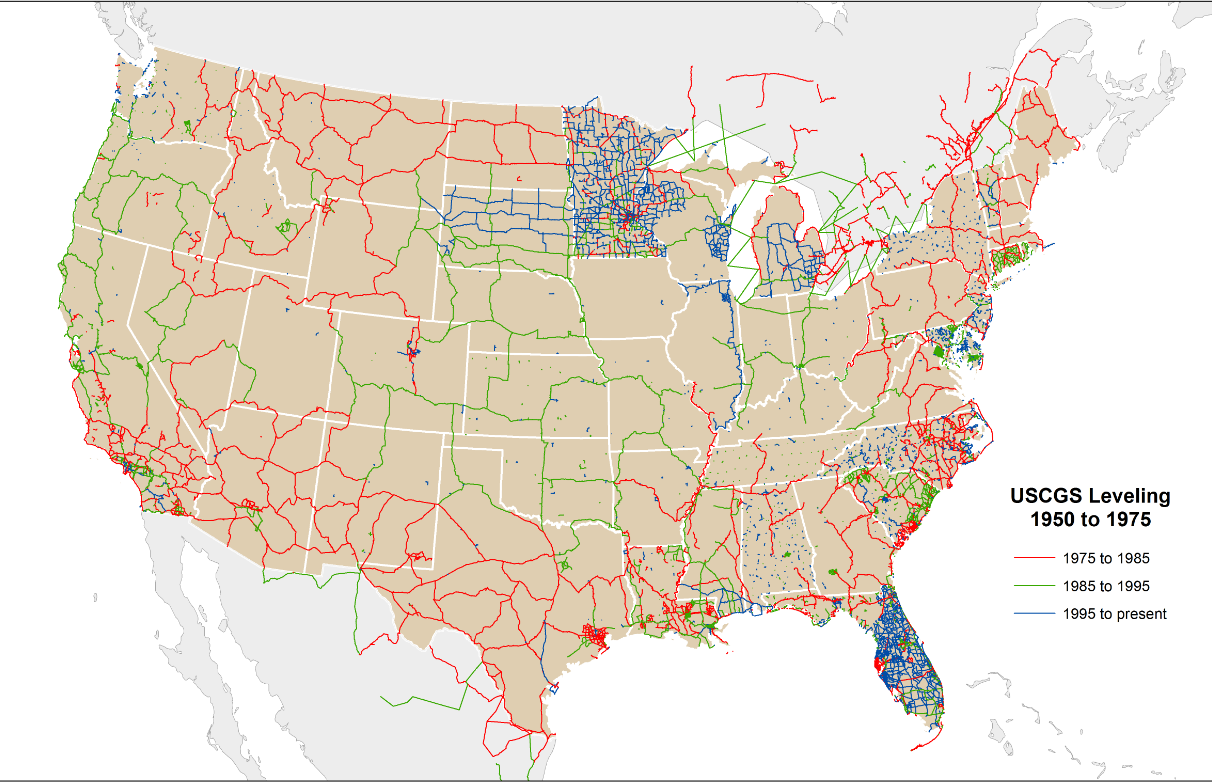 USCGS Leveling
1950 to 1975
1975 to 1985
1985 to 1995
1995 to present